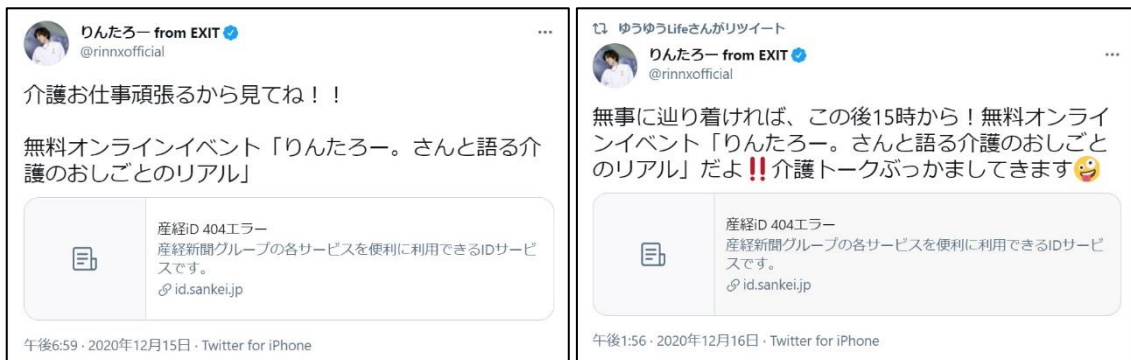 りんたろー from EXIT
@rinnxofficial
介護お仕事頑張るから見てね！！
無料オンラインイベント「りんたろー。さんと語る介
護のおしごとのリアル」
産経iD 404エラー
産経新聞グループの各サービスを便利に利用できるIDサービ
スです。
id.sankei.jp
午後6:59 · 2020年12月15日 · Twitter for iPhone
ゆうゆうLifeさんがリツイート
りんたろー from EXIT
@rinnxofficial
無事に辿り着ければ、この後15時から！無料オンライ
ンイベント「りんたろー。さんと語る介護のおしごと
のリアル」だよ‼️介護トークぶっかましてきます🤪
産経iD 404エラー
産経新聞グループの各サービスを便利に利用できるIDサービ
スです。
id.sankei.jp
午後1:56 · 2020年12月16日 · Twitter for iPhone